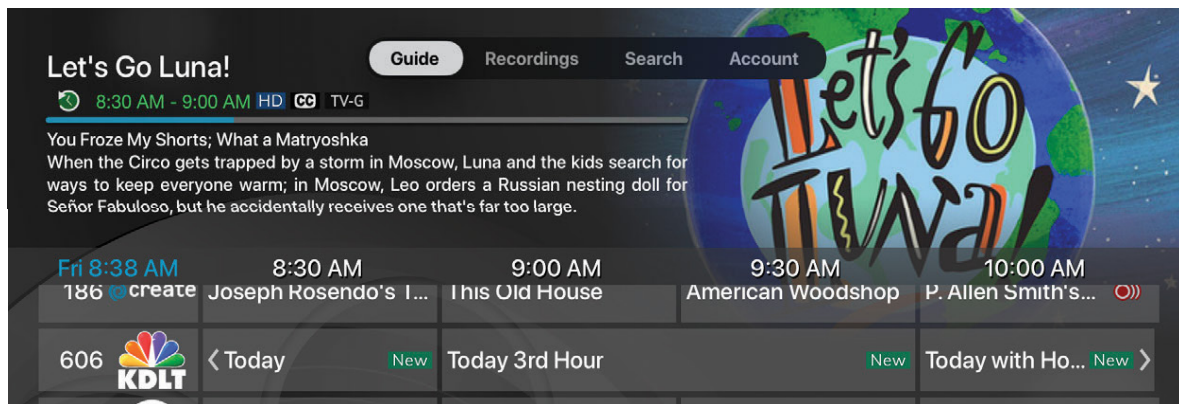 Guide Recordings Search Account
Let's Go Luna!
8:30 AM - 9:00 AM HD CC TV-G
You Froze My Shorts; What a Matryoshka
When the Circo gets trapped by a storm in Moscow, Luna and the kids search for
ways to keep everyone warm; in Moscow, Leo orders a Russian nesting doll for
Señor Fabuloso, but he accidentally receives one that's far too large.
Let's Go
Luna!
Fri 8:38 AM 8:30 AM 9:00 AM 9:30 AM 10:00 AM
186 create Joseph Rosendo's T... This Old House American Woodshop P. Allen Smith's...
606 KDLT Today New Today 3rd Hour New Today with Ho... New